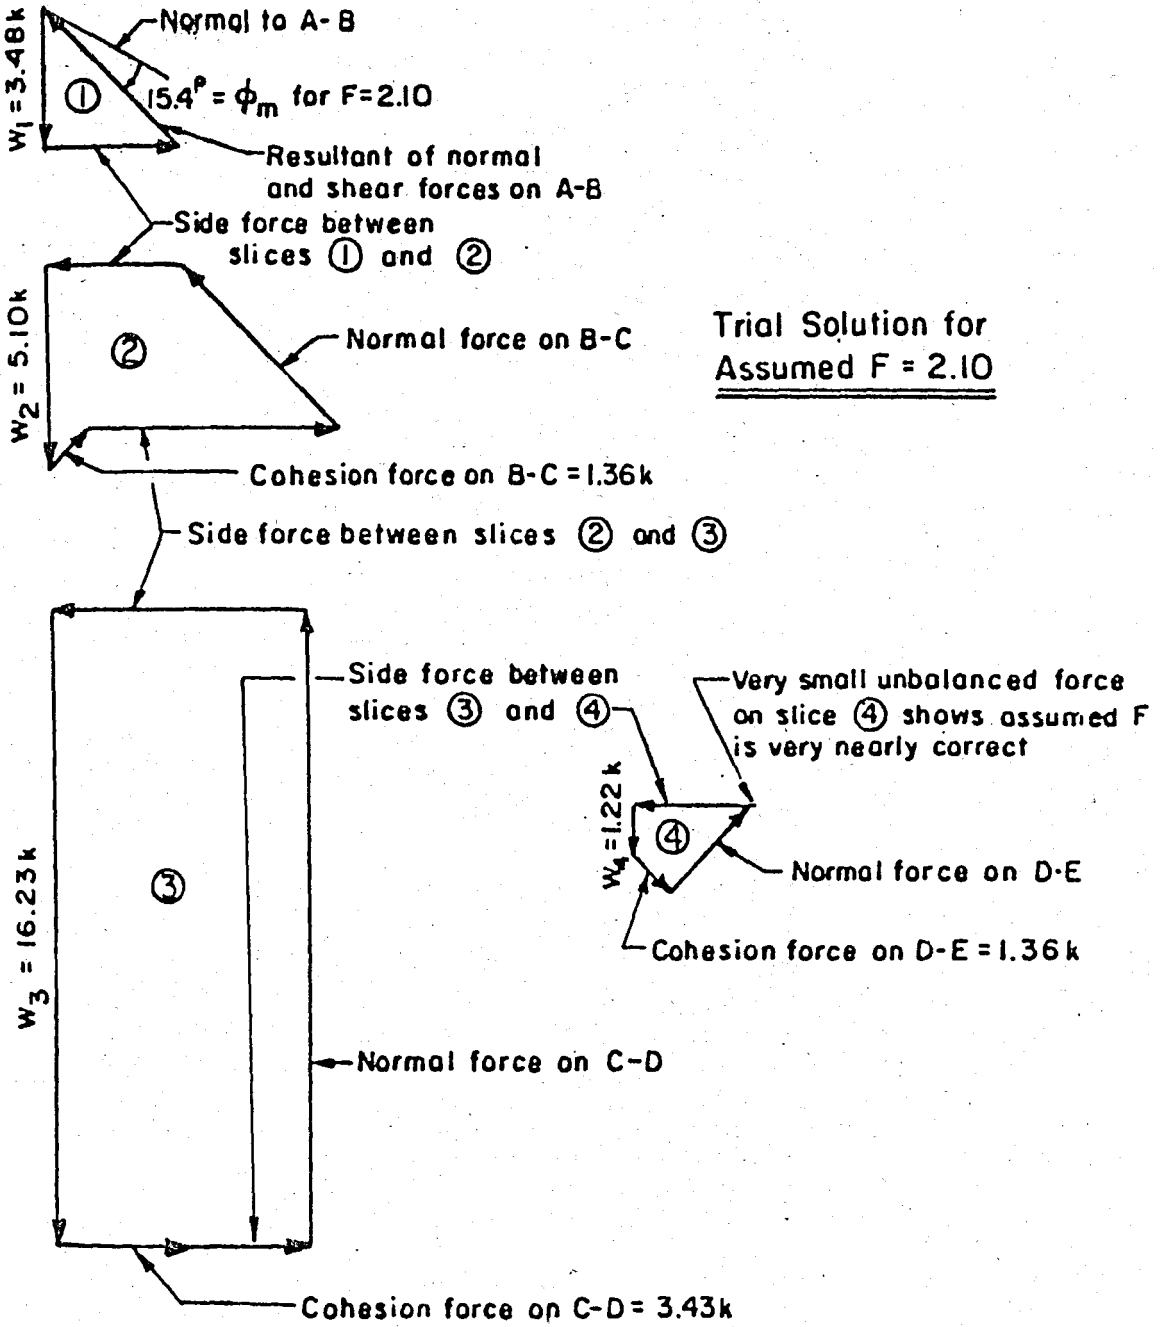 W1 = 3.48k
Normal to A-B
①
15.4° = ϕm for F=2.10
Resultant of normal
and shear forces on A-B
Side force between
slices ① and ②
W2 = 5.10k
②
Normal force on B-C
Trial Solution for
Assumed F = 2.10
Cohesion force on B-C = 1.36k
Side force between slices ② and ③
W3 = 16.23k
③
Side force between
slices ③ and ④
Very small unbalanced force
on slice ④ shows assumed F
is very nearly correct
W4 = 1.22k
④
Normal force on D-E
Cohesion force on D-E = 1.36k
Normal force on C-D
Cohesion force on C-D = 3.43k